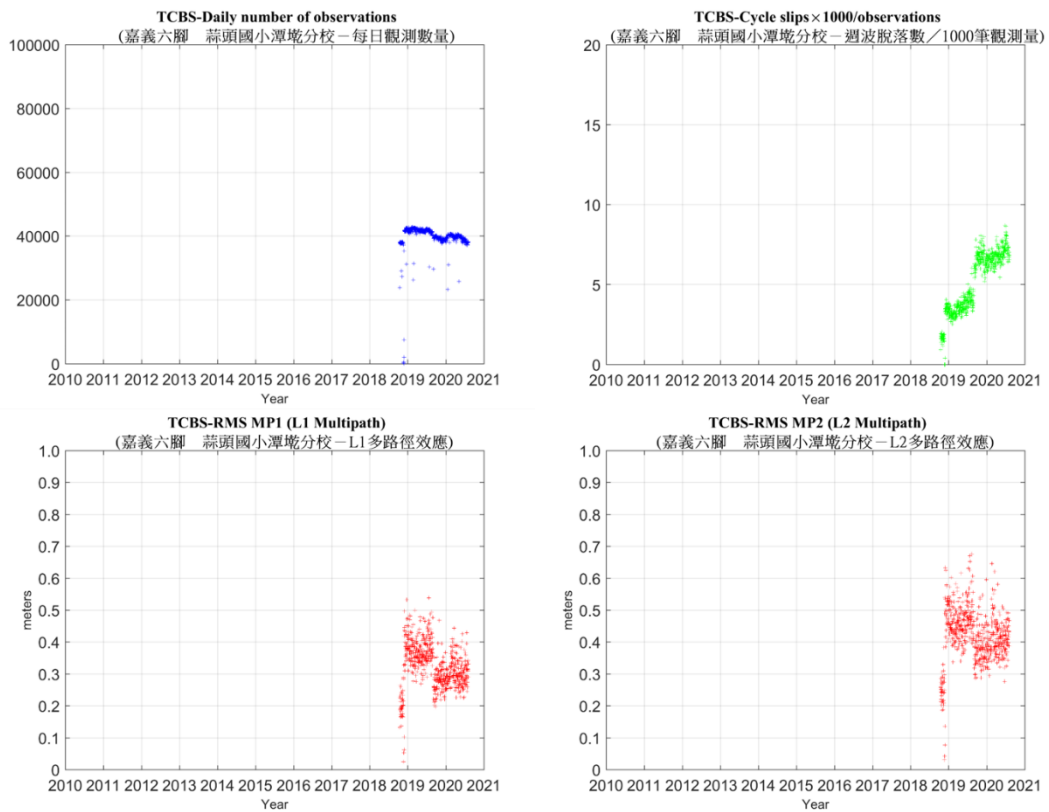 TCBS-Daily number of observations
(嘉義六腳 蒜頭國小潭墘分校－每日觀測數量)
100000
80000
60000
40000
20000
0
2010 2011 2012 2013 2014 2015 2016 2017 2018 2019 2020 2021
Year
TCBS-Cycle slips×1000/observations
(嘉義六腳 蒜頭國小潭墘分校－週波脫落數／1000筆觀測量)
20
15
10
5
0
2010 2011 2012 2013 2014 2015 2016 2017 2018 2019 2020 2021
Year
TCBS-RMS MP1 (L1 Multipath)
(嘉義六腳 蒜頭國小潭墘分校－L1多路徑效應)
1.0
0.9
0.8
0.7
0.6
0.5
0.4
0.3
0.2
0.1
0
meters
2010 2011 2012 2013 2014 2015 2016 2017 2018 2019 2020 2021
Year
TCBS-RMS MP2 (L2 Multipath)
(嘉義六腳 蒜頭國小潭墘分校－L2多路徑效應)
1.0
0.9
0.8
0.7
0.6
0.5
0.4
0.3
0.2
0.1
0
meters
2010 2011 2012 2013 2014 2015 2016 2017 2018 2019 2020 2021
Year